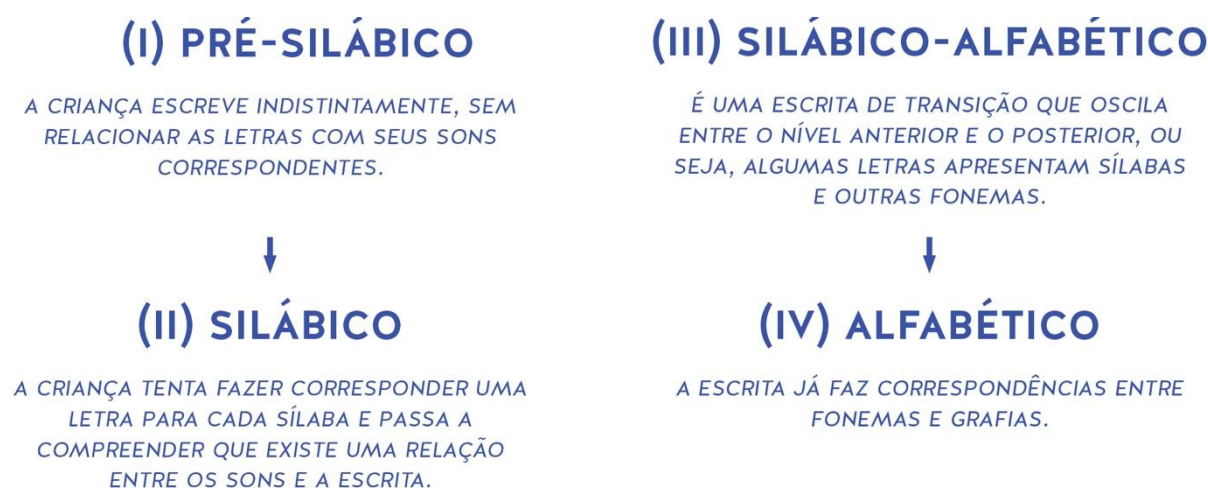 (I) PRÉ-SILÁBICO
A CRIANÇA ESCREVE INDISTINTAMENTE, SEM
RELACIONAR AS LETRAS COM SEUS SONS
CORRESPONDENTES.
(II) SILÁBICO
A CRIANÇA TENTA FAZER CORRESPONDER UMA
LETRA PARA CADA SÍLABA E PASSA A
COMPREENDER QUE EXISTE UMA RELAÇÃO
ENTRE OS SONS E A ESCRITA.
(III) SILÁBICO-ALFABÉTICO
É UMA ESCRITA DE TRANSIÇÃO QUE OSCILA
ENTRE O NÍVEL ANTERIOR E O POSTERIOR, OU
SEJA, ALGUMAS LETRAS APRESENTAM SÍLABAS
E OUTRAS FONEMAS.
(IV) ALFABÉTICO
A ESCRITA JÁ FAZ CORRESPONDÊNCIAS ENTRE
FONEMAS E GRAFIAS.